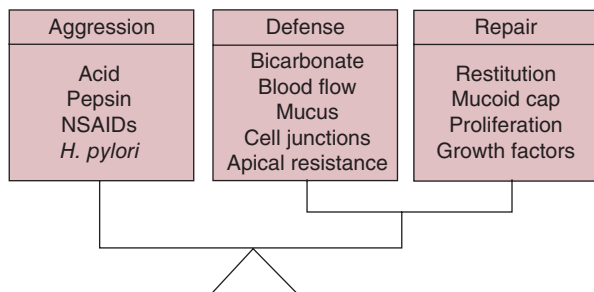 Aggression
Acid
Pepsin
NSAIDs
H. pylori
Defense
Bicarbonate
Blood flow
Mucus
Cell junctions
Apical resistance
Repair
Restitution
Mucoid cap
Proliferation
Growth factors